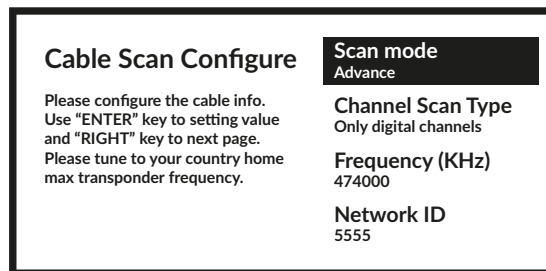 Cable Scan Configure
Please configure the cable info.
Use “ENTER” key to setting value
and “RIGHT” key to next page.
Please tune to your country home
max transponder frequency.
Scan mode
Advance
Channel Scan Type
Only digital channels
Frequency (KHz)
474000
Network ID
5555